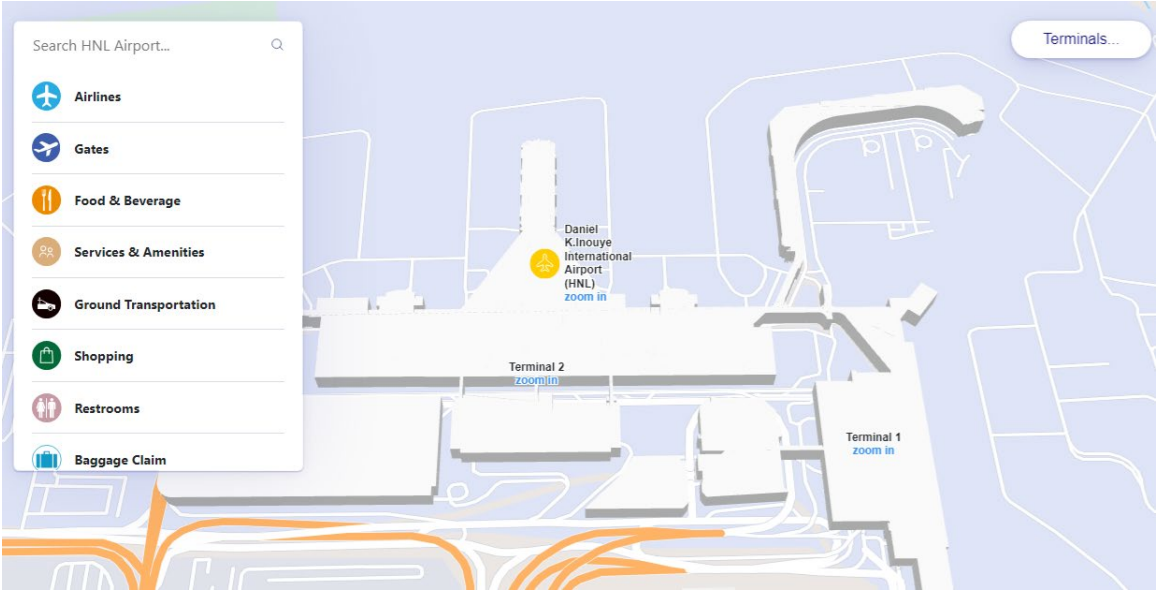 Search HNL Airport...
Terminals...
Airlines
Gates
Food & Beverage
Services & Amenities
Ground Transportation
Shopping
Restrooms
Baggage Claim
Daniel
K.Inouye
International
Airport
(HNL)
zoom in
Terminal 2
zoom in
Terminal 1
zoom in